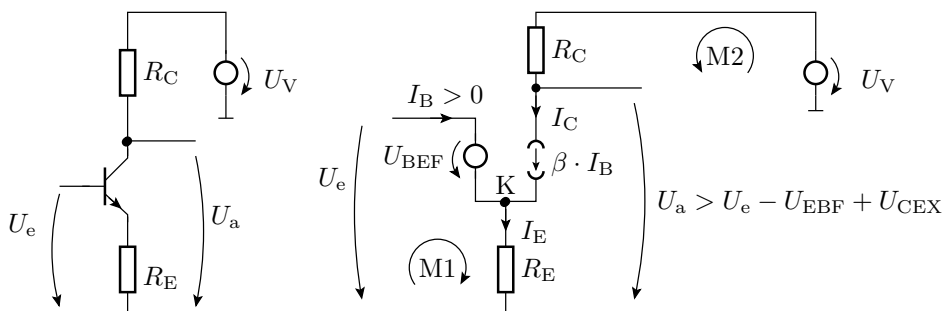 R_C
U_V
U_e
U_a
R_E
R_C
M2
U_V
I_B > 0
I_C
U_BEF
β · I_B
U_e
K
U_a > U_e − U_EBF + U_CEX
I_E
M1
R_E